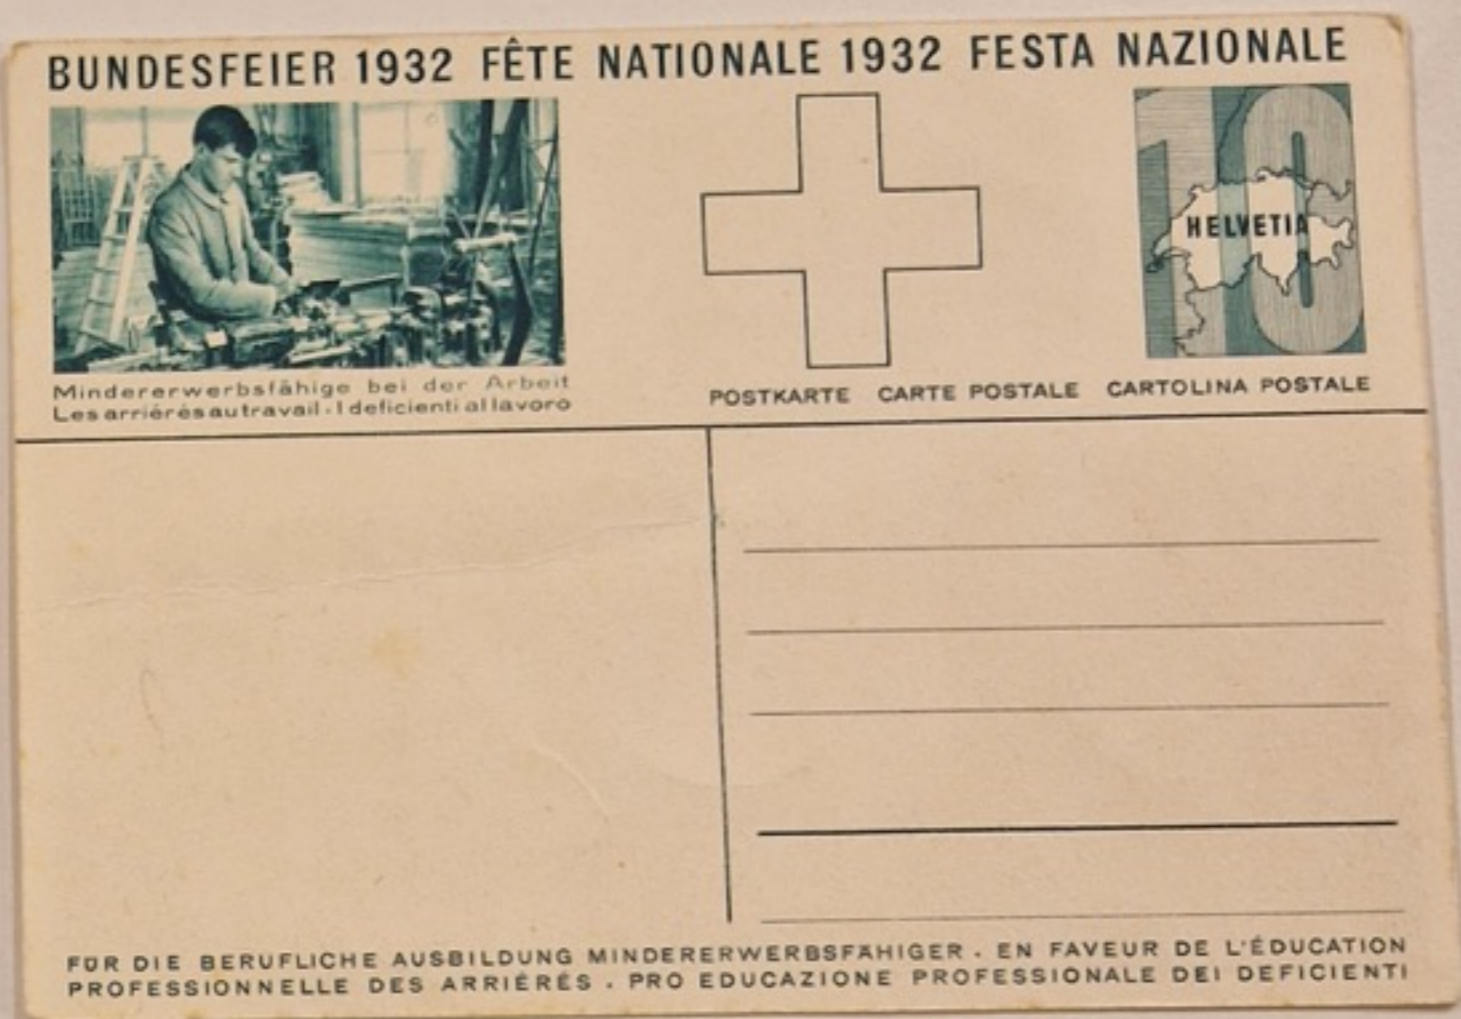 BUNDESFEIER 1932 FÊTE NATIONALE 1932 FESTA NAZIONALE
10
HELVETIA
Mindererwerbsfähige bei der Arbeit
Les arriérés au travail · I deficienti al lavoro
POSTKARTE CARTE POSTALE CARTOLINA POSTALE
FÜR DIE BERUFLICHE AUSBILDUNG MINDERERWERBSFÄHIGER . EN FAVEUR DE L'ÉDUCATION
PROFESSIONNELLE DES ARRIÉRÉS . PRO EDUCAZIONE PROFESSIONALE DEI DEFICIENTI